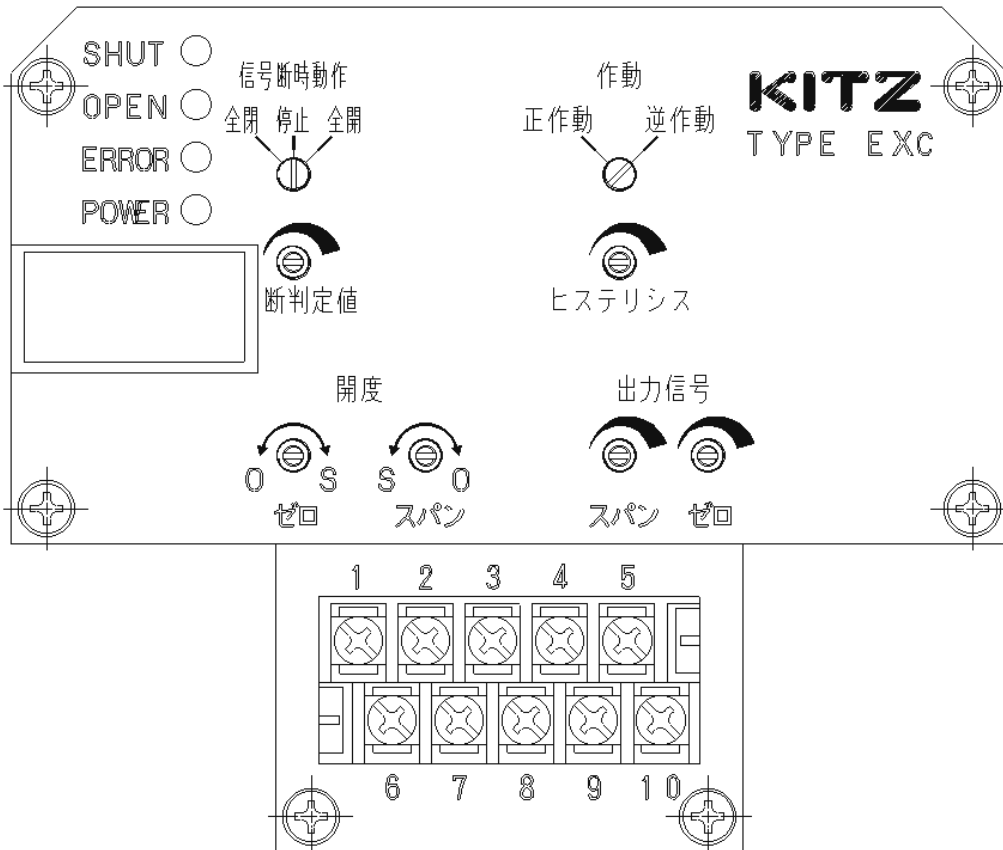 SHUT
OPEN
ERROR
POWER
信号断時動作
全閉 停止 全開
断判定値
作動
正作動 逆作動
ヒステリシス
KITZ
TYPE EXC
開度
O S S O
ゼロ スパン
出力信号
スパン ゼロ
1 2 3 4 5
6 7 8 9 10